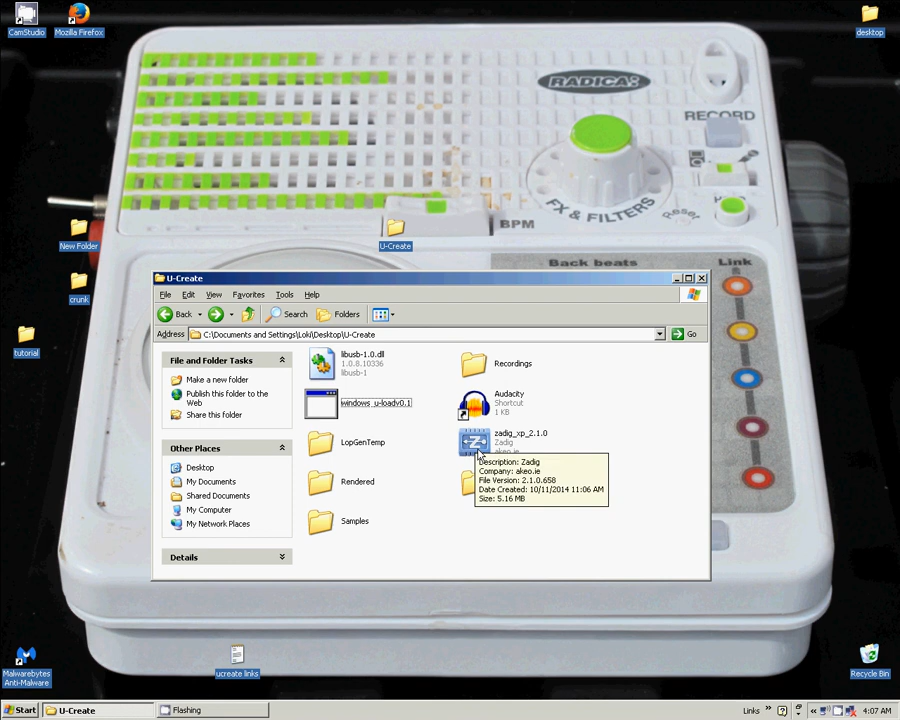 CamStudio
Mozilla Firefox
desktop
RADICA:
RECORD
FX & FILTERS
Reset
BPM
New Folder
U-Create
crunk
tutorial
Back beats
Link
U-Create
File Edit View Favorites Tools Help
Back Search Folders
Address C:\Documents and Settings\Loki\Desktop\U-Create Go
File and Folder Tasks
Make a new folder
Publish this folder to the
Web
Share this folder
Other Places
Desktop
My Documents
Shared Documents
My Computer
My Network Places
Details
libusb-1.0.dll
1.0.8.10336
libusb-1
Recordings
windows_u-loadv0.1
Audacity
Shortcut
1 KB
LopGenTemp
zadig_xp_2.1.0
Zadig
akeo.ie
Rendered
Samples
Description: Zadig
Company: akeo.ie
File Version: 2.1.0.658
Date Created: 10/11/2014 11:06 AM
Size: 5.16 MB
Malwarebytes
Anti-Malware
ucreate links
Recycle Bin
Start U-Create Flashing Links » « 4:07 AM